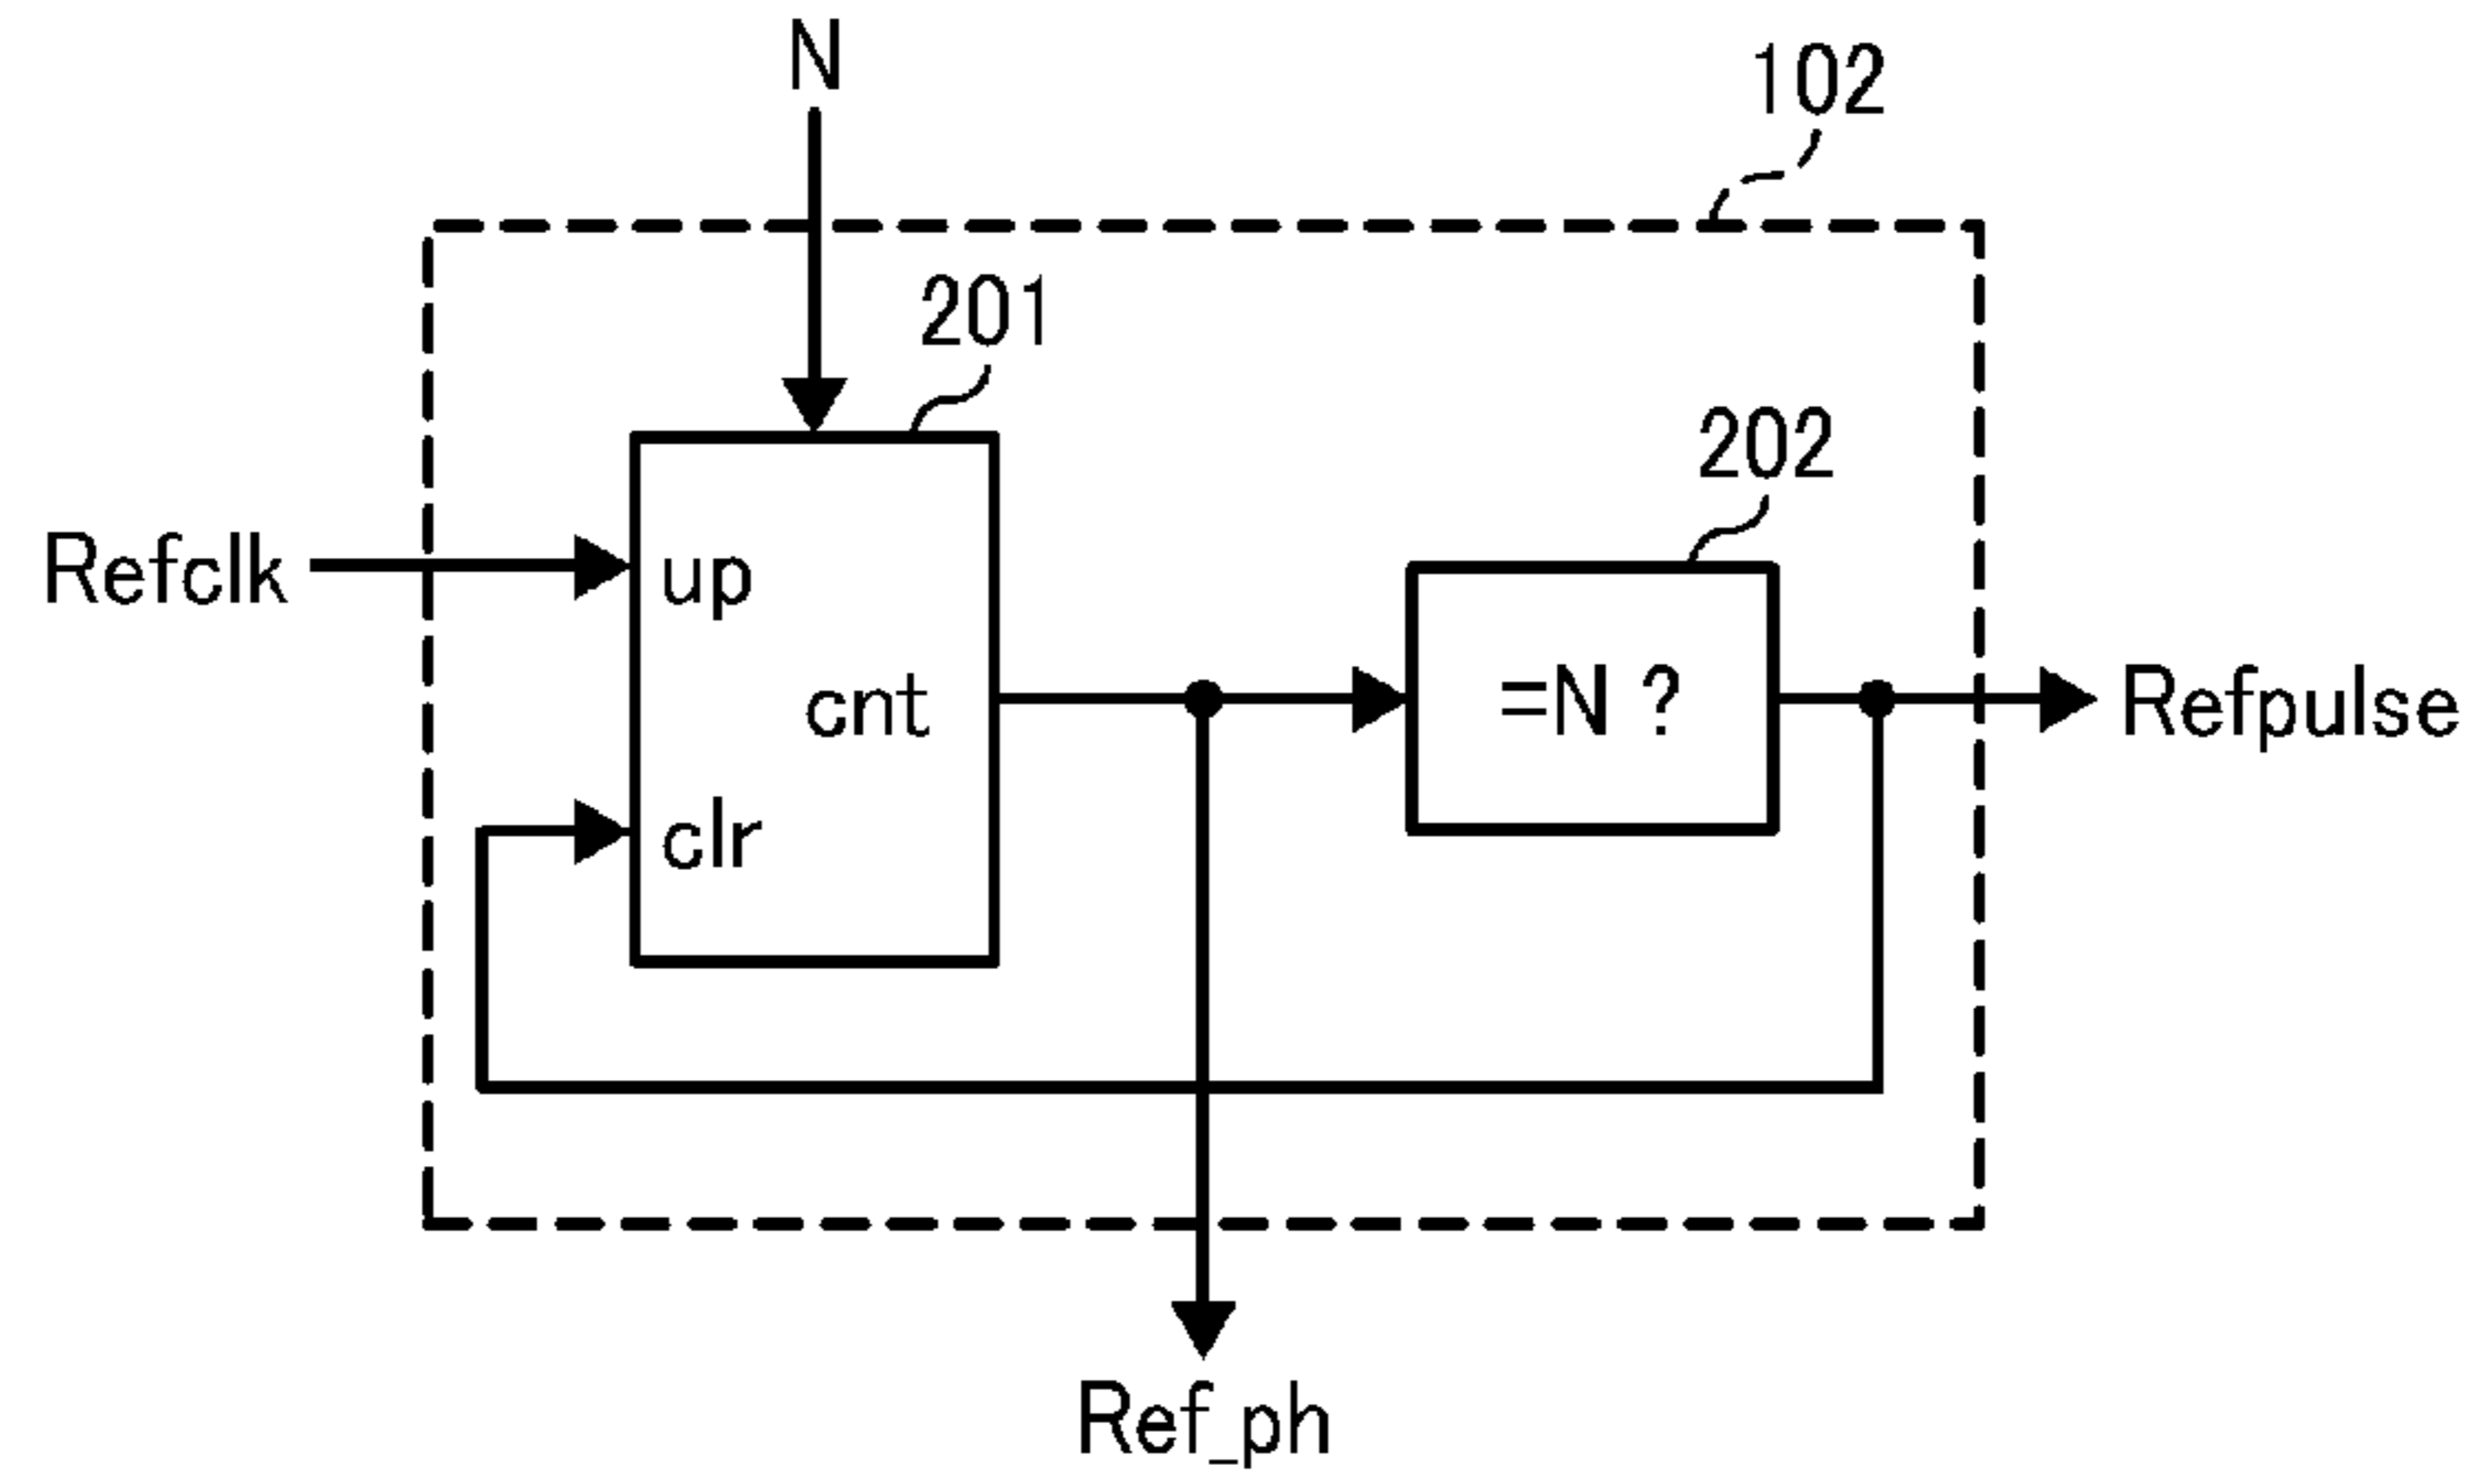 N
102
201
202
Refclk
up
cnt
=N ?
Refpulse
clr
Ref_ph